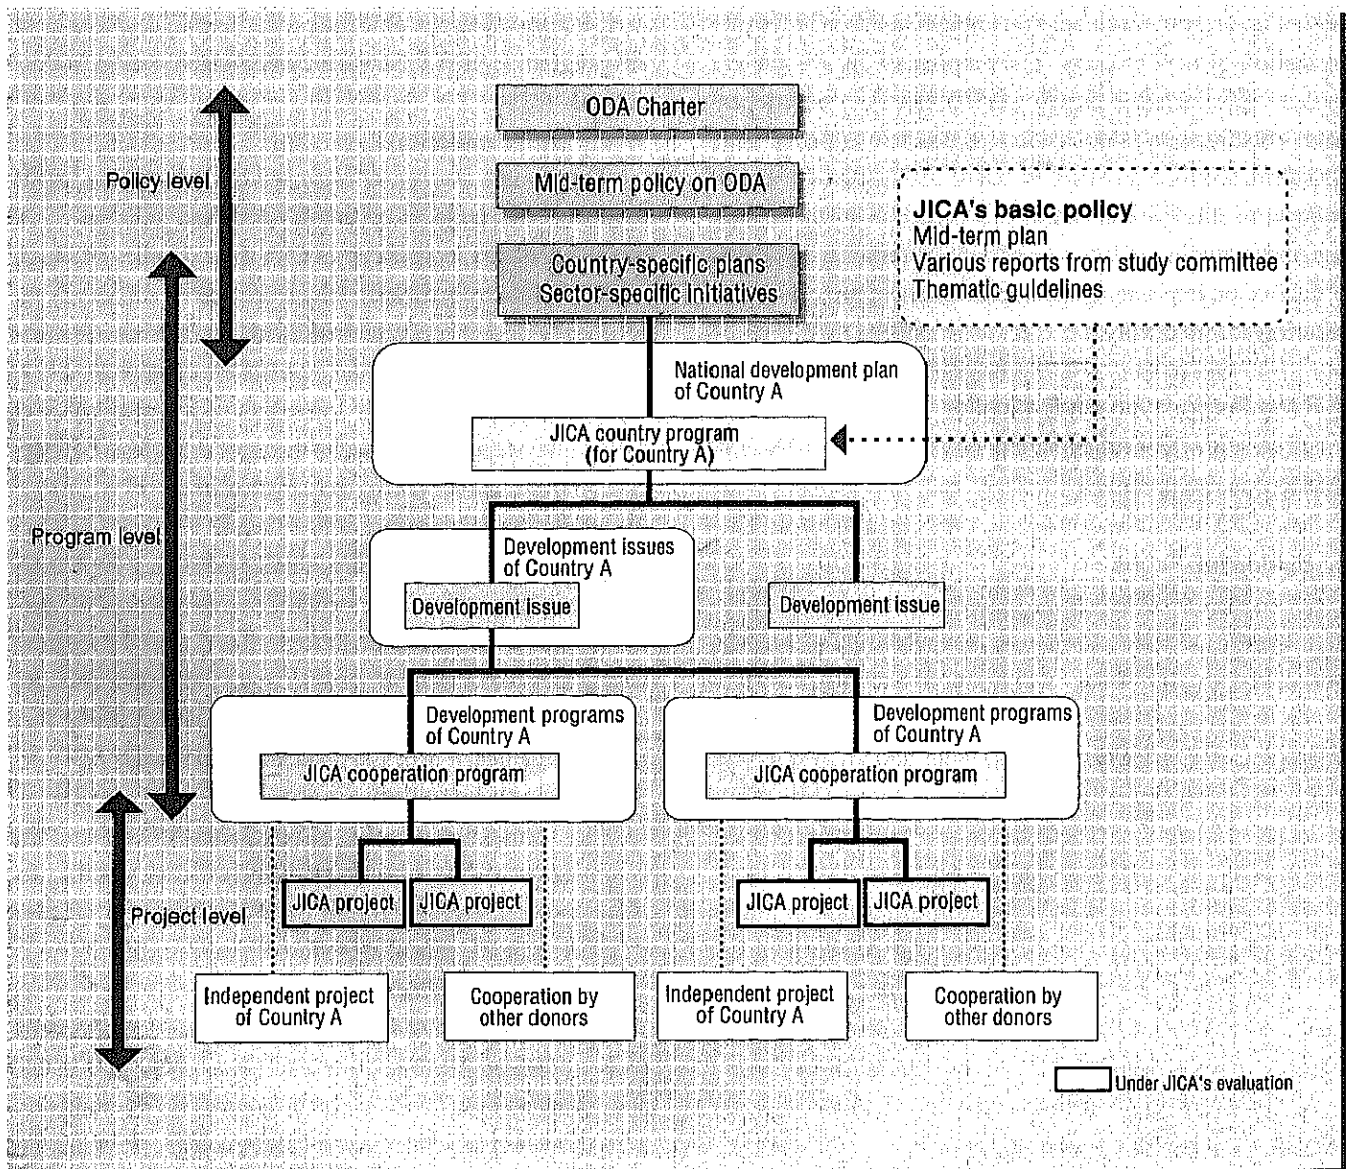 ODA Charter
Policy level
Mid-term policy on ODA
JICA's basic policy
Mid-term plan
Various reports from study committee
Thematic guidelines
Country-specific plans
Sector-specific initiatives
National development plan
of Country A
JICA country program
(for Country A)
Program level
Development issues
of Country A
Development issue
Development issue
Development programs
of Country A
JICA cooperation program
Development programs
of Country A
JICA cooperation program
Project level
JICA project
JICA project
JICA project
JICA project
Independent project
of Country A
Cooperation by
other donors
Independent project
of Country A
Cooperation by
other donors
Under JICA's evaluation